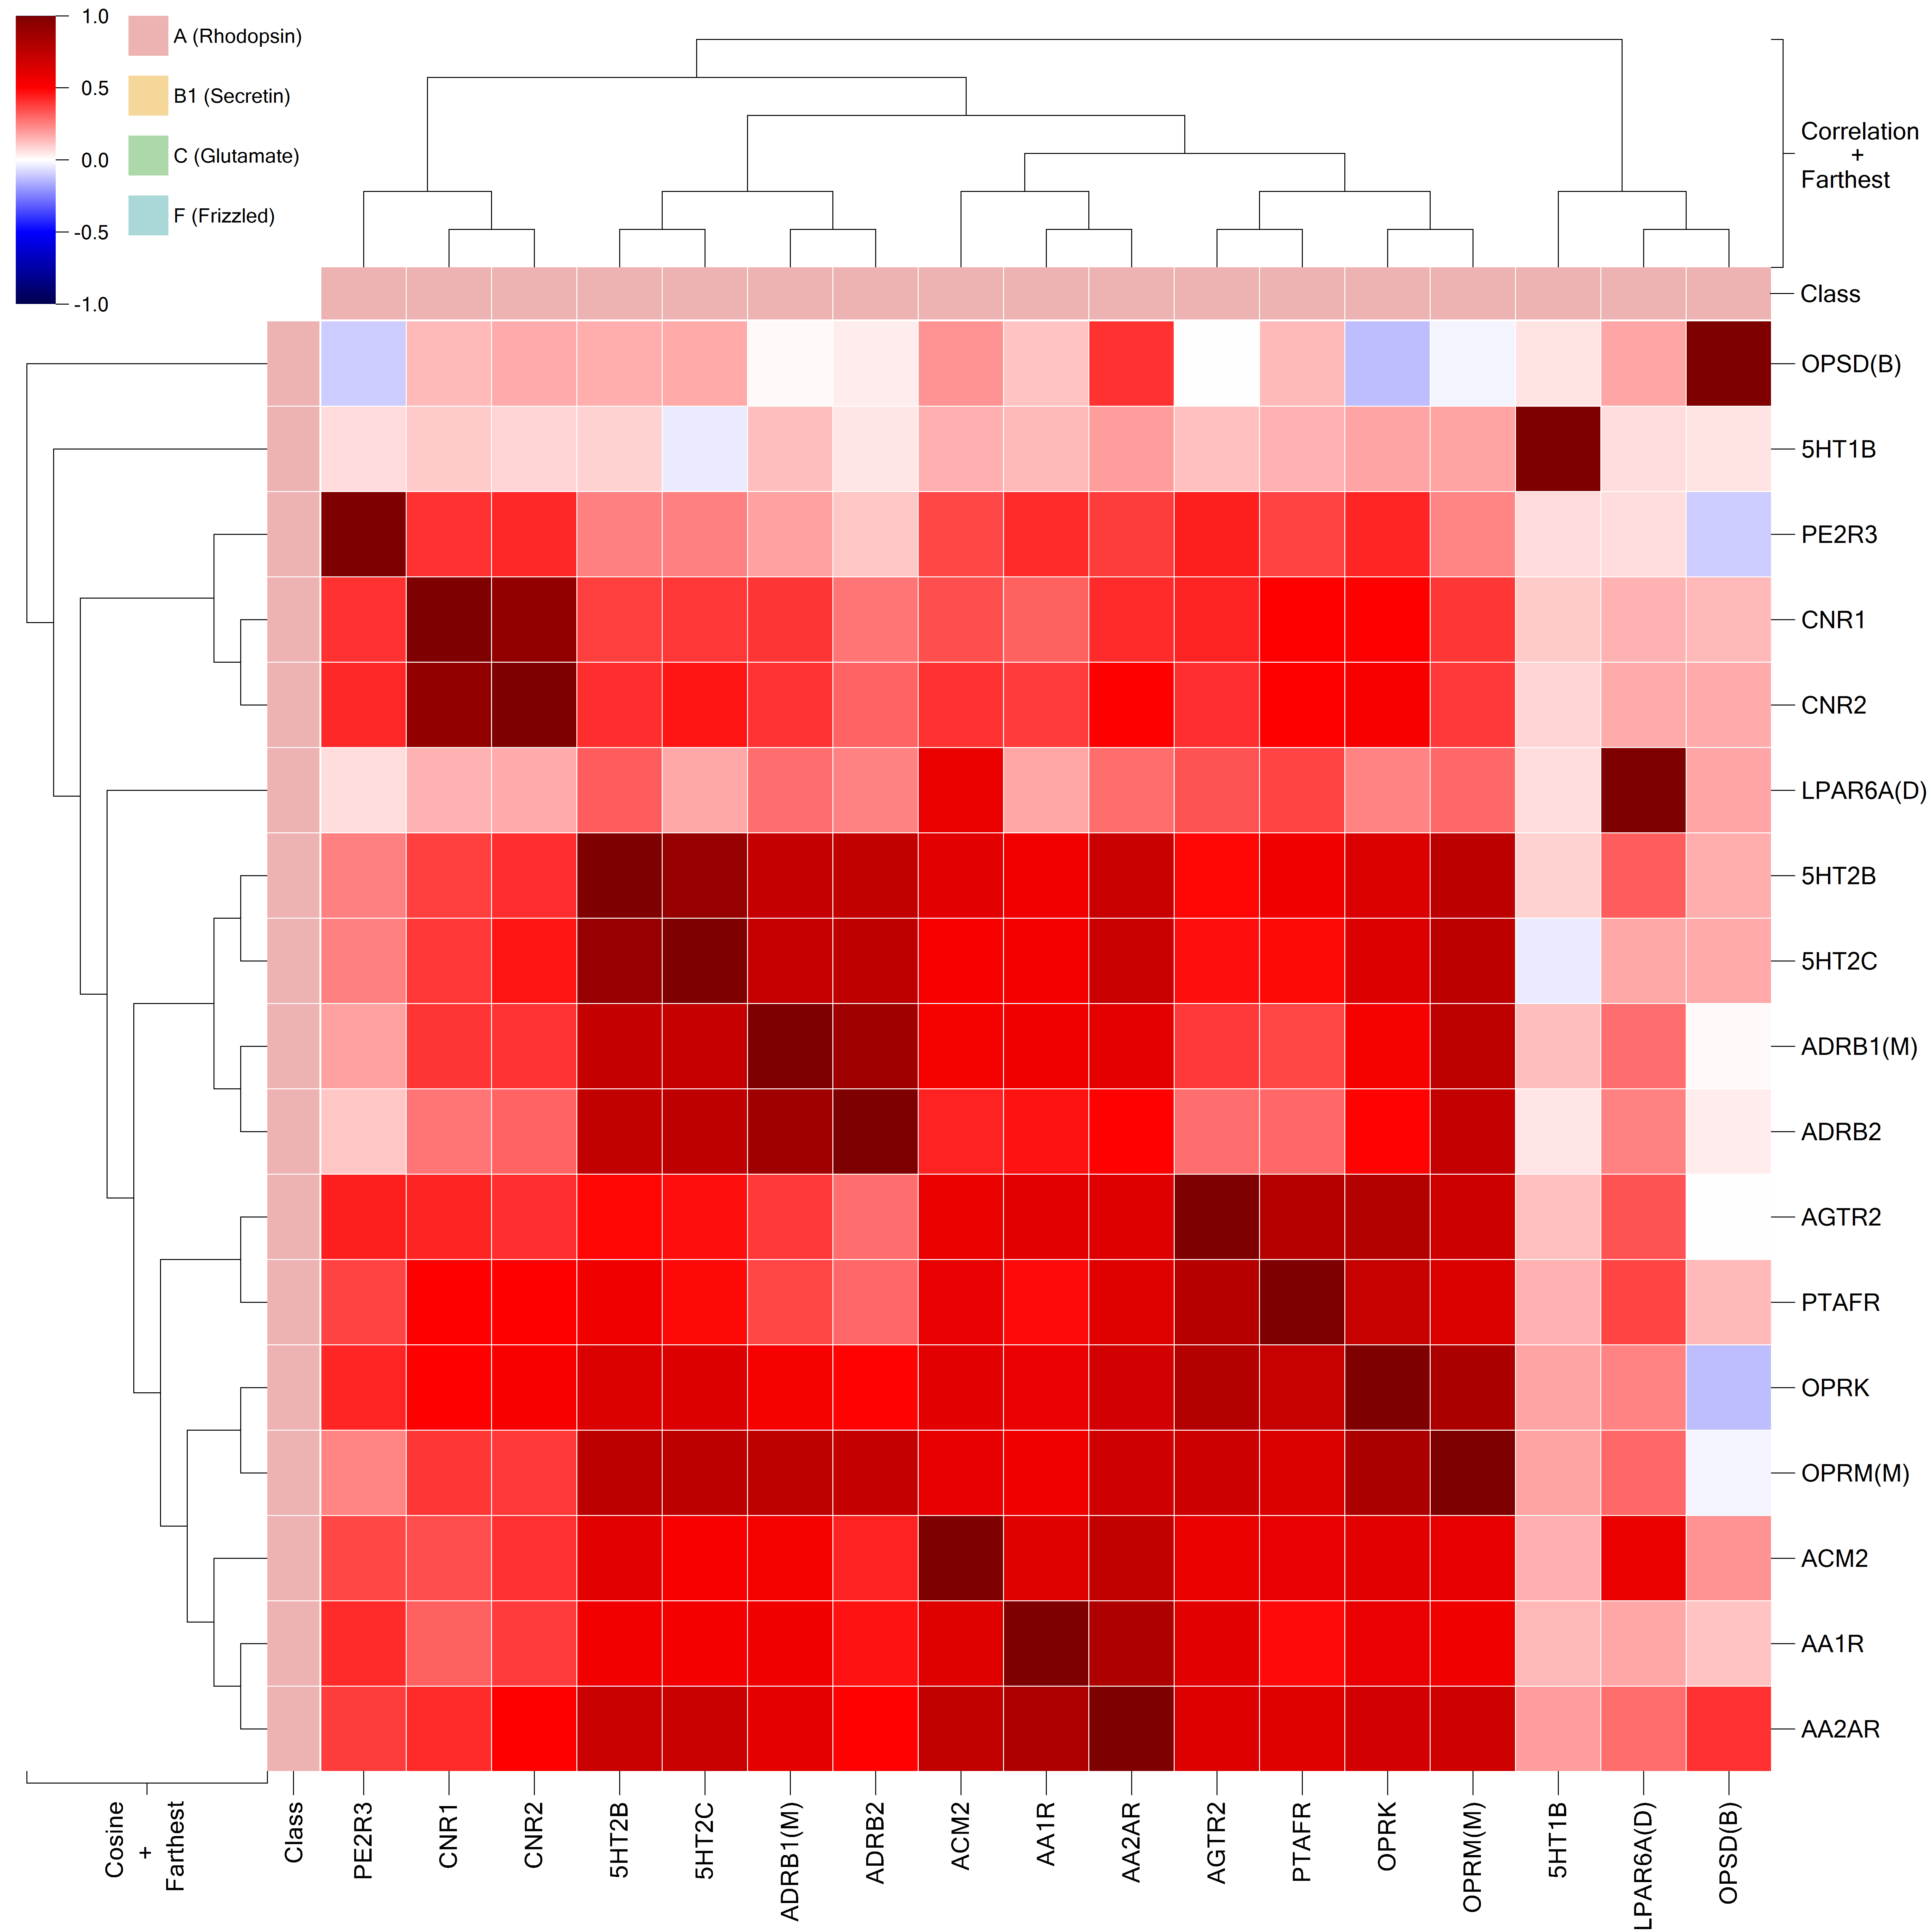 1.0
0.5
0.0
-0.5
-1.0
A (Rhodopsin)
B1 (Secretin)
C (Glutamate)
F (Frizzled)
Correlation
+
Farthest
Class
OPSD(B)
5HT1B
PE2R3
CNR1
CNR2
LPAR6A(D)
5HT2B
5HT2C
ADRB1(M)
ADRB2
AGTR2
PTAFR
OPRK
OPRM(M)
ACM2
AA1R
AA2AR
Cosine
+
Farthest
Class
PE2R3
CNR1
CNR2
5HT2B
5HT2C
ADRB1(M)
ADRB2
ACM2
AA1R
AA2AR
AGTR2
PTAFR
OPRK
OPRM(M)
5HT1B
LPAR6A(D)
OPSD(B)